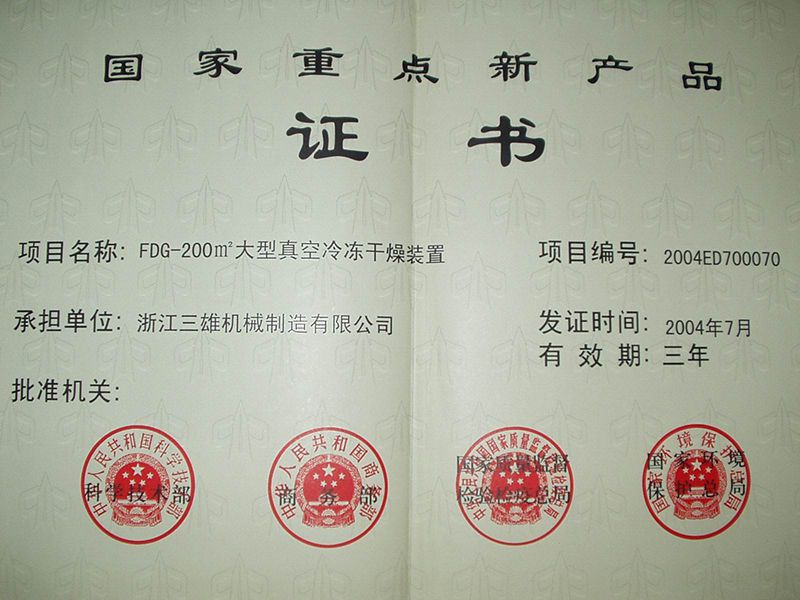 国家重点新产品
证书
项目名称: FDG-200㎡大型真空冷冻干燥装置
项目编号: 2004ED700070
承担单位: 浙江三雄机械制造有限公司
发证时间: 2004年7月
有效期: 三年
批准机关:
中华人民共和国科学技术部
科学技术部
中华人民共和国商务部
商务部
国家质量监督
检验检疫总局
国家环境
保护总局